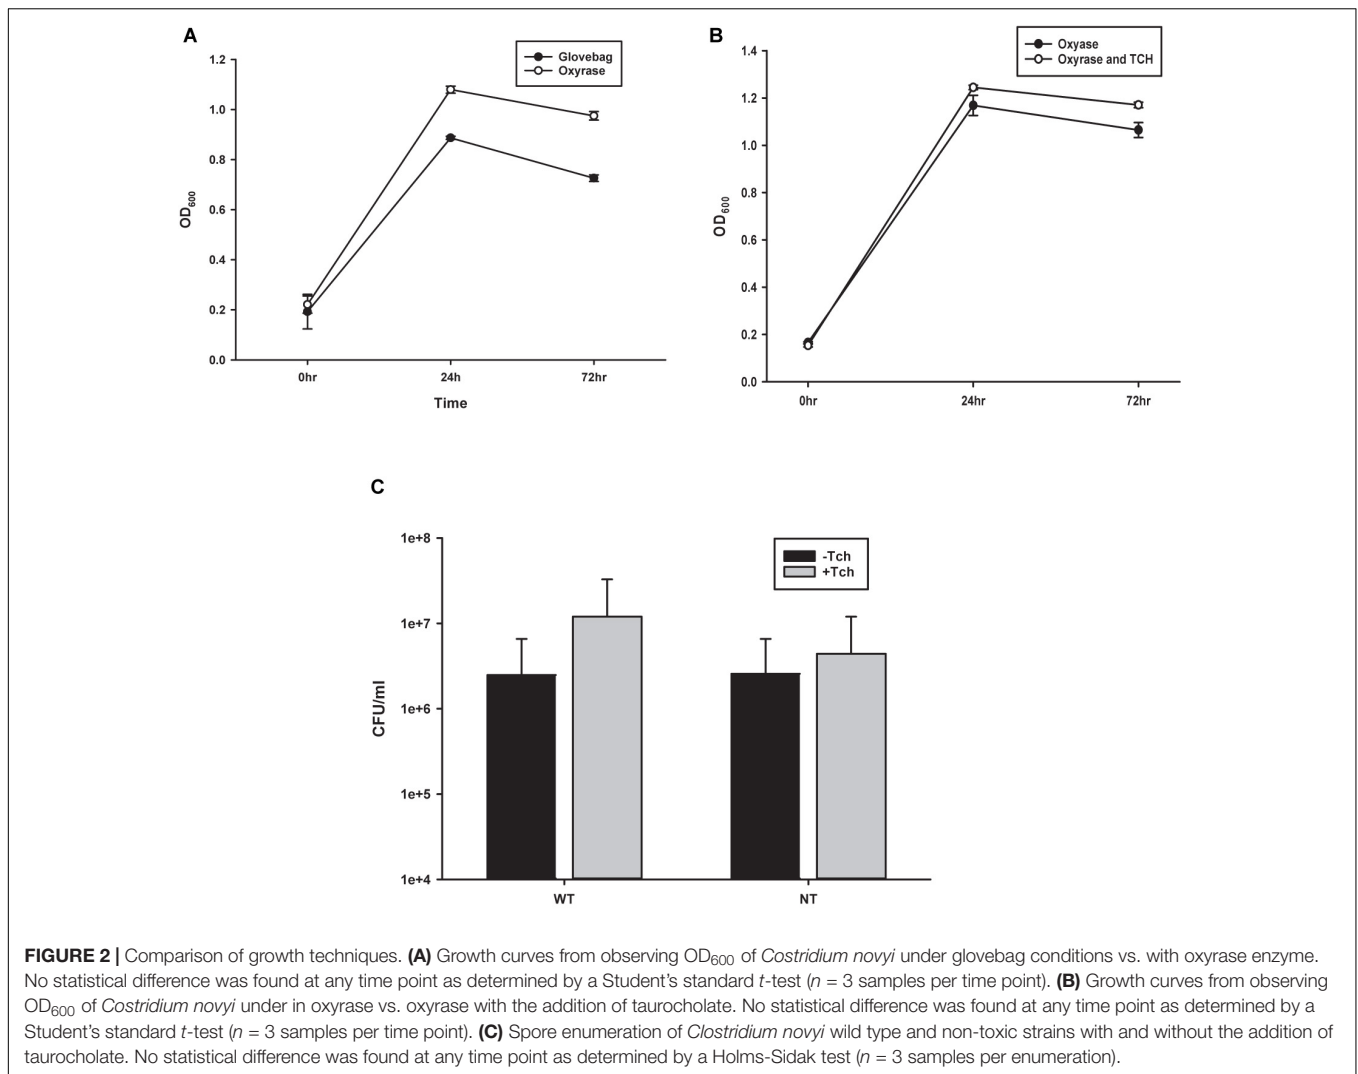 A
Glovebag
Oxyrase
1.2
1.0
0.8
0.6
0.4
0.2
0.0
OD600
0hr
24h
72hr
Time
B
Oxyase
Oxyrase and TCH
1.4
1.2
1.0
0.8
0.6
0.4
0.2
0.0
OD600
0hr
24hr
72hr
C
-Tch
+Tch
1e+8
1e+7
1e+6
1e+5
1e+4
CFU/ml
WT
NT
FIGURE 2 | Comparison of growth techniques. (A) Growth curves from observing OD600 of Costridium novyi under glovebag conditions vs. with oxyrase enzyme.
No statistical difference was found at any time point as determined by a Student's standard t-test (n = 3 samples per time point). (B) Growth curves from observing
OD600 of Costridium novyi under in oxyrase vs. oxyrase with the addition of taurocholate. No statistical difference was found at any time point as determined by a
Student's standard t-test (n = 3 samples per time point). (C) Spore enumeration of Clostridium novyi wild type and non-toxic strains with and without the addition of
taurocholate. No statistical difference was found at any time point as determined by a Holms-Sidak test (n = 3 samples per enumeration).